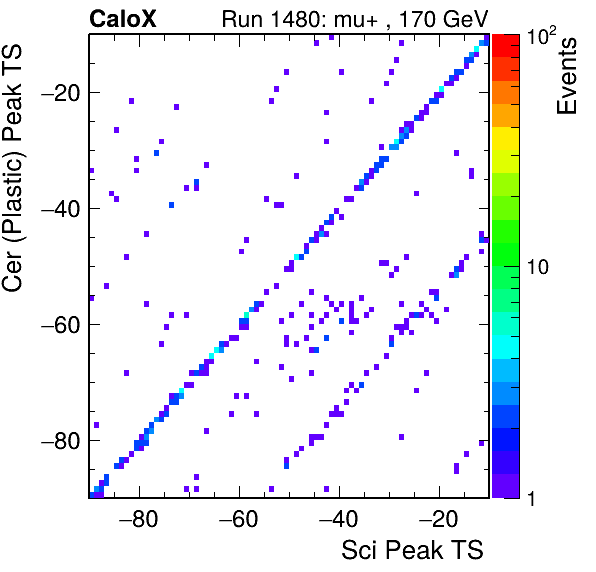 CaloX Run 1480: mu+ , 170 GeV
Cer (Plastic) Peak TS
−20
−40
−60
−80
−80 −60 −40 −20
Sci Peak TS
10²
10
1
Events